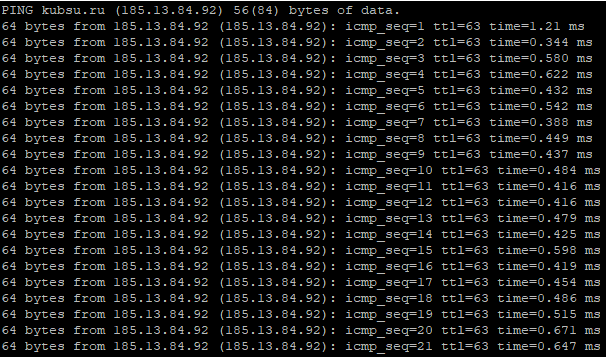 PING kubsu.ru (185.13.84.92) 56(84) bytes of data.
64 bytes from 185.13.84.92 (185.13.84.92): icmp_seq=1 ttl=63 time=1.21 ms
64 bytes from 185.13.84.92 (185.13.84.92): icmp_seq=2 ttl=63 time=0.344 ms
64 bytes from 185.13.84.92 (185.13.84.92): icmp_seq=3 ttl=63 time=0.580 ms
64 bytes from 185.13.84.92 (185.13.84.92): icmp_seq=4 ttl=63 time=0.622 ms
64 bytes from 185.13.84.92 (185.13.84.92): icmp_seq=5 ttl=63 time=0.432 ms
64 bytes from 185.13.84.92 (185.13.84.92): icmp_seq=6 ttl=63 time=0.542 ms
64 bytes from 185.13.84.92 (185.13.84.92): icmp_seq=7 ttl=63 time=0.388 ms
64 bytes from 185.13.84.92 (185.13.84.92): icmp_seq=8 ttl=63 time=0.449 ms
64 bytes from 185.13.84.92 (185.13.84.92): icmp_seq=9 ttl=63 time=0.437 ms
64 bytes from 185.13.84.92 (185.13.84.92): icmp_seq=10 ttl=63 time=0.484 ms
64 bytes from 185.13.84.92 (185.13.84.92): icmp_seq=11 ttl=63 time=0.416 ms
64 bytes from 185.13.84.92 (185.13.84.92): icmp_seq=12 ttl=63 time=0.416 ms
64 bytes from 185.13.84.92 (185.13.84.92): icmp_seq=13 ttl=63 time=0.479 ms
64 bytes from 185.13.84.92 (185.13.84.92): icmp_seq=14 ttl=63 time=0.425 ms
64 bytes from 185.13.84.92 (185.13.84.92): icmp_seq=15 ttl=63 time=0.598 ms
64 bytes from 185.13.84.92 (185.13.84.92): icmp_seq=16 ttl=63 time=0.419 ms
64 bytes from 185.13.84.92 (185.13.84.92): icmp_seq=17 ttl=63 time=0.454 ms
64 bytes from 185.13.84.92 (185.13.84.92): icmp_seq=18 ttl=63 time=0.486 ms
64 bytes from 185.13.84.92 (185.13.84.92): icmp_seq=19 ttl=63 time=0.515 ms
64 bytes from 185.13.84.92 (185.13.84.92): icmp_seq=20 ttl=63 time=0.671 ms
64 bytes from 185.13.84.92 (185.13.84.92): icmp_seq=21 ttl=63 time=0.647 ms